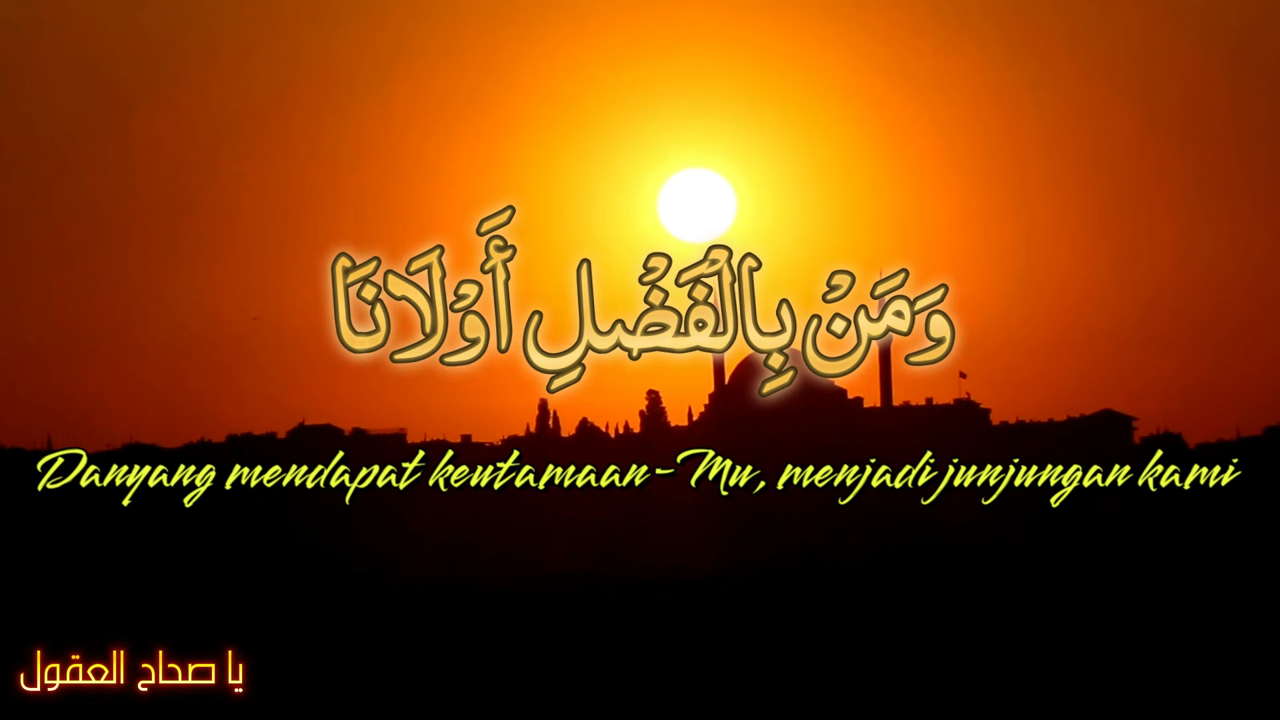 وَمَنْ بِالْفَضْلِ أَوْلَانَا
Danyang mendapat keutamaan-Mu, menjadi junjungan kami
يا صحاح العقول